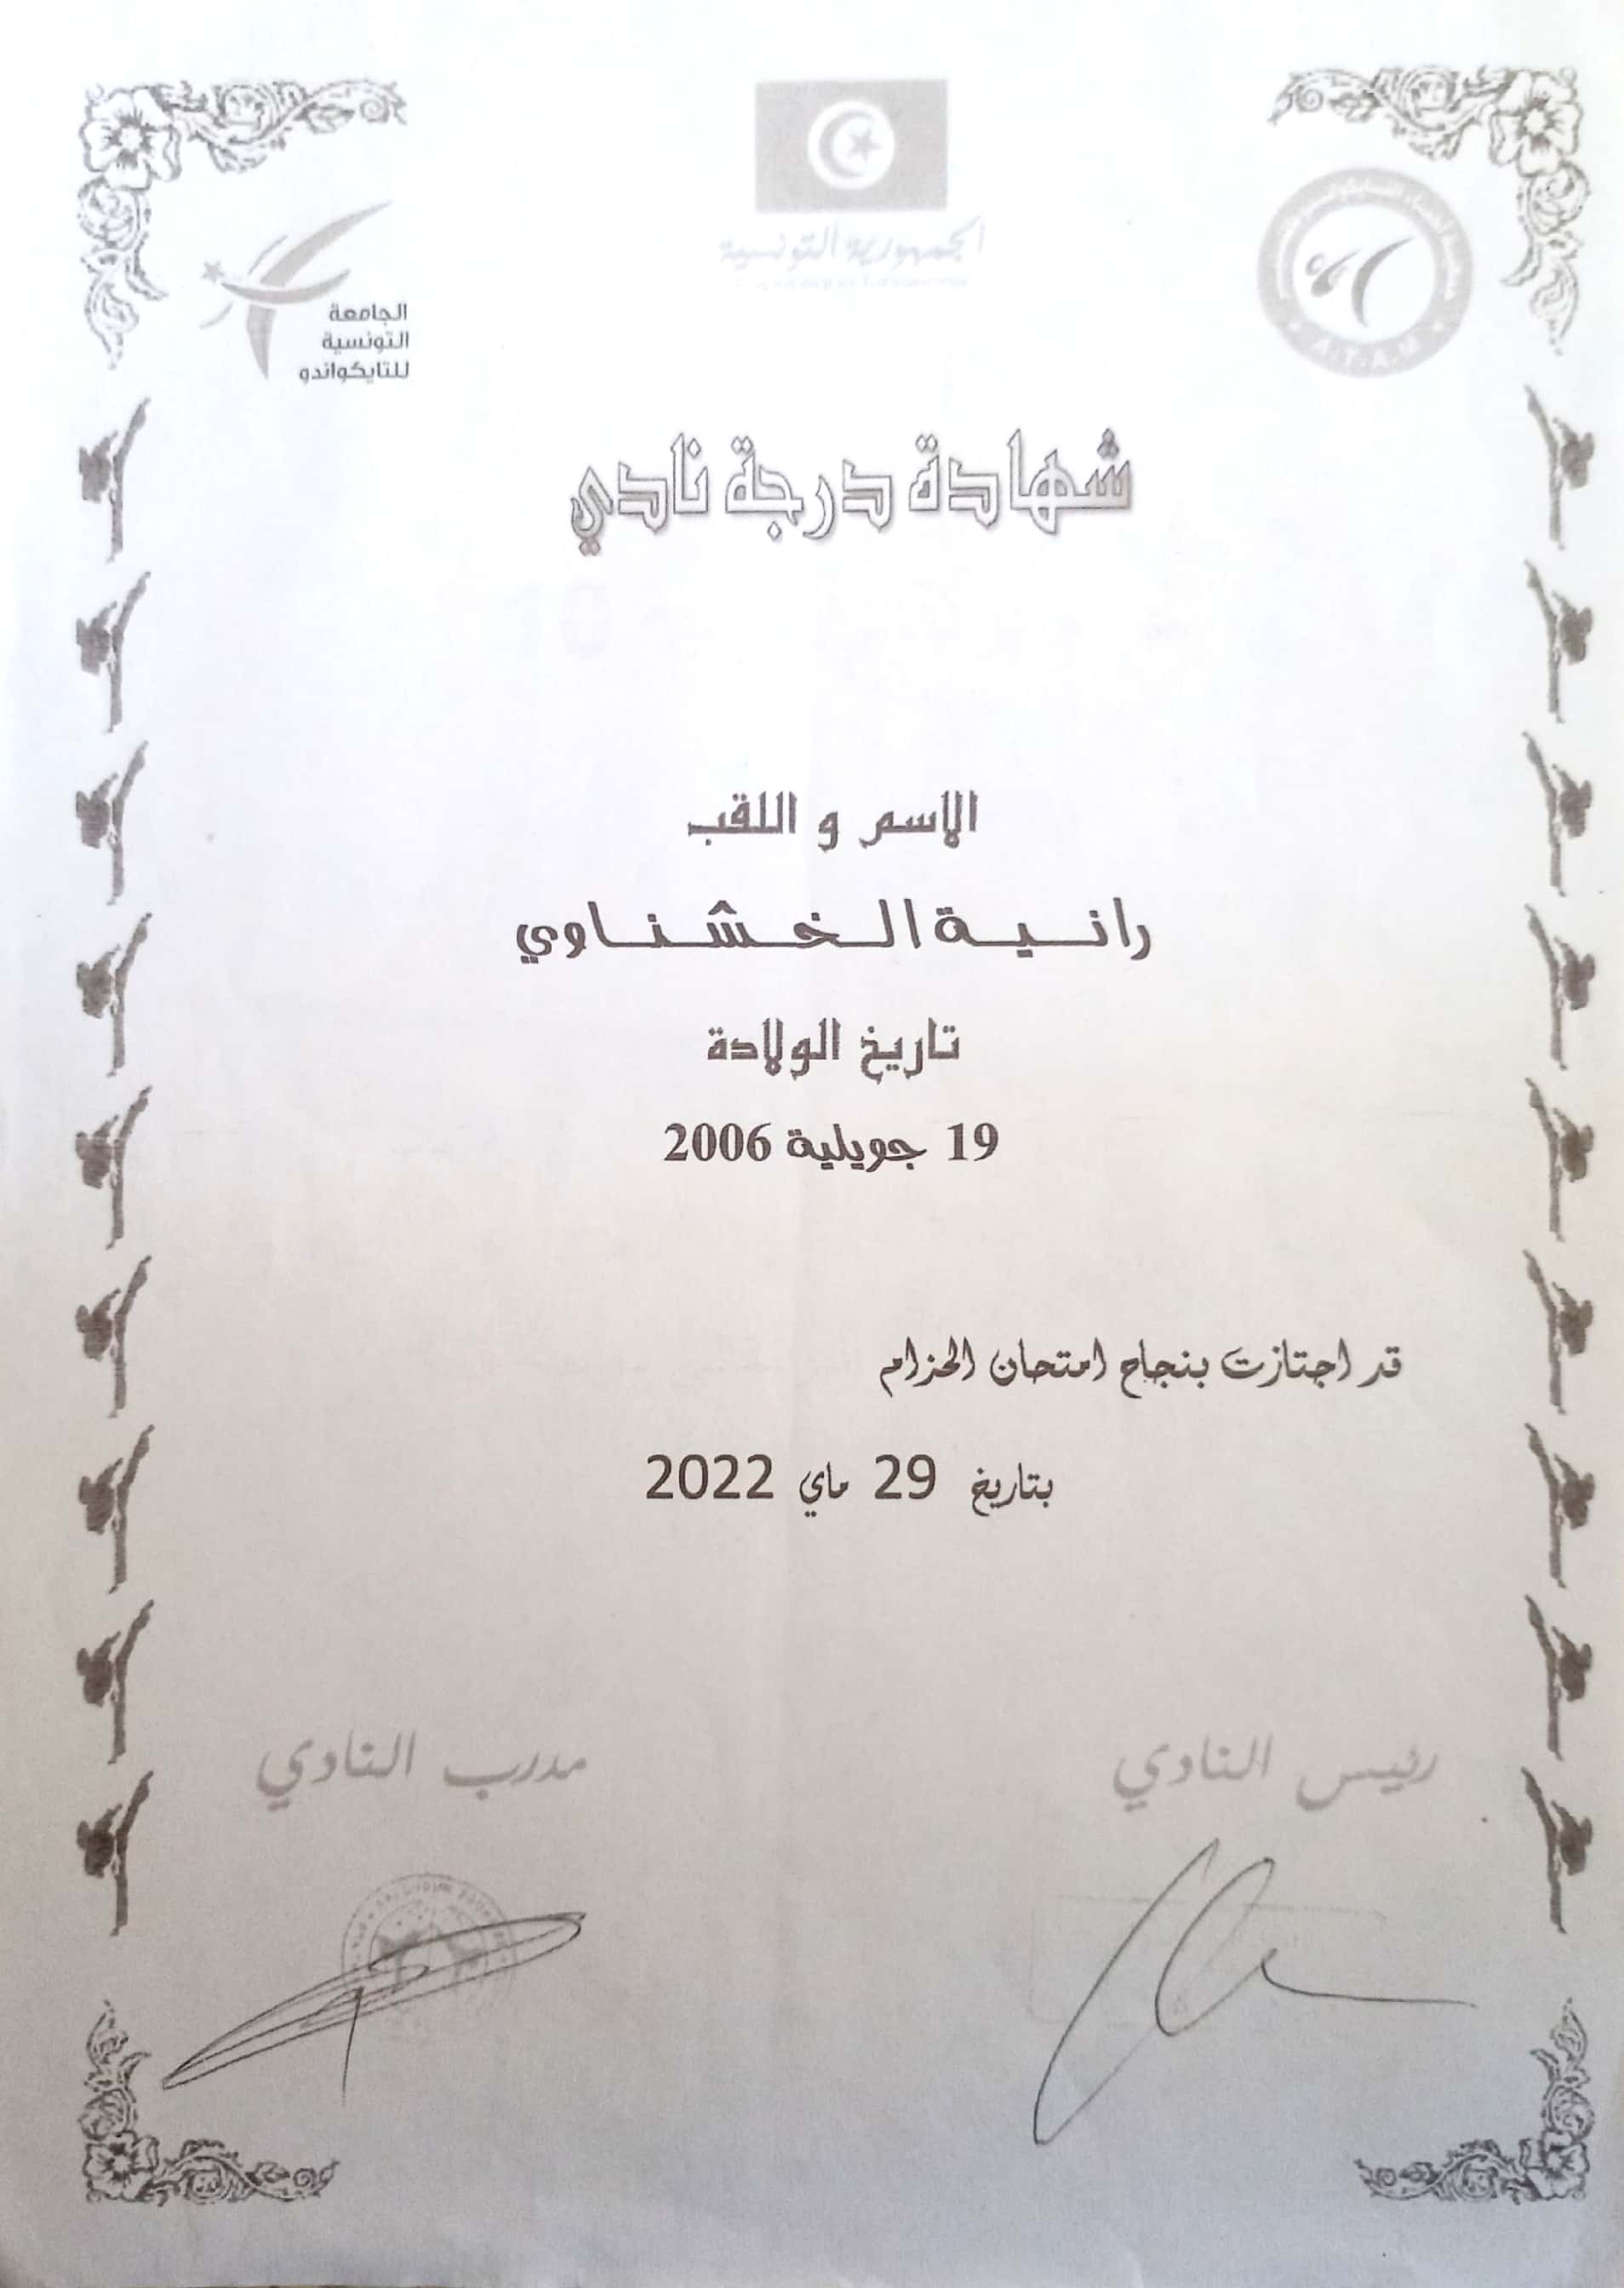 الجمهورية التونسية
الجامعة
التونسية
للتايكواندو
A.T.A.M
شهادة درجة نادي
الاسم و اللقب
رانية الخشناوي
تاريخ الولادة
19 جويلية 2006
قد اجتازت بنجاح امتحان الحزام
بتاريخ 29 ماي 2022
رئيس النادي
مدرب النادي